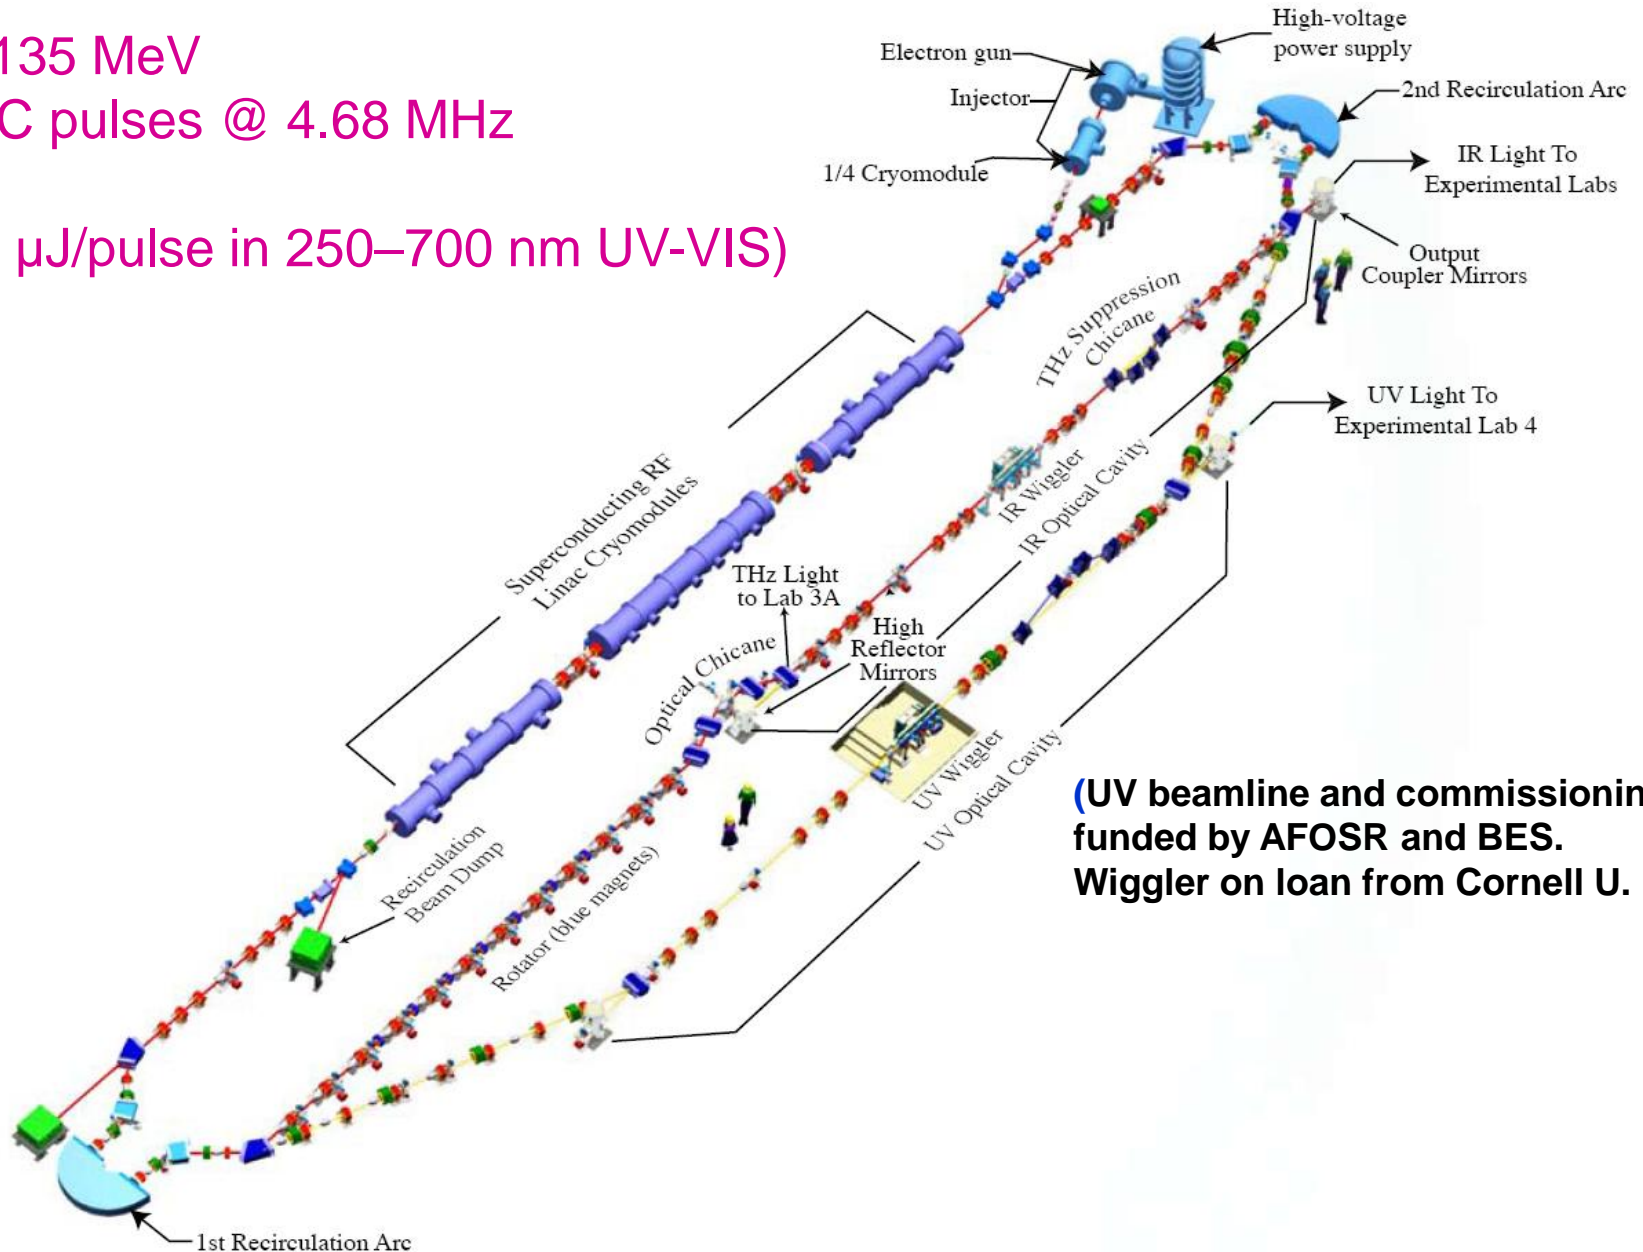 135 MeV
C pulses @ 4.68 MHz
µJ/pulse in 250–700 nm UV-VIS)
High-voltage
power supply
Electron gun
Injector
2nd Recirculation Arc
1/4 Cryomodule
IR Light To
Experimental Labs
Output
Coupler Mirrors
THz Suppression
Chicane
UV Light To
Experimental Lab 4
IR Wiggler
IR Optical Cavity
Superconducting RF
Linac Cryomodules
THz Light
to Lab 3A
High
Reflector
Mirrors
Optical Chicane
UV Wiggler
UV Optical Cavity
(UV beamline and commissionin
funded by AFOSR and BES.
Wiggler on loan from Cornell U.
Recirculation
Beam Dump
Rotator (blue magnets)
1st Recirculation Arc